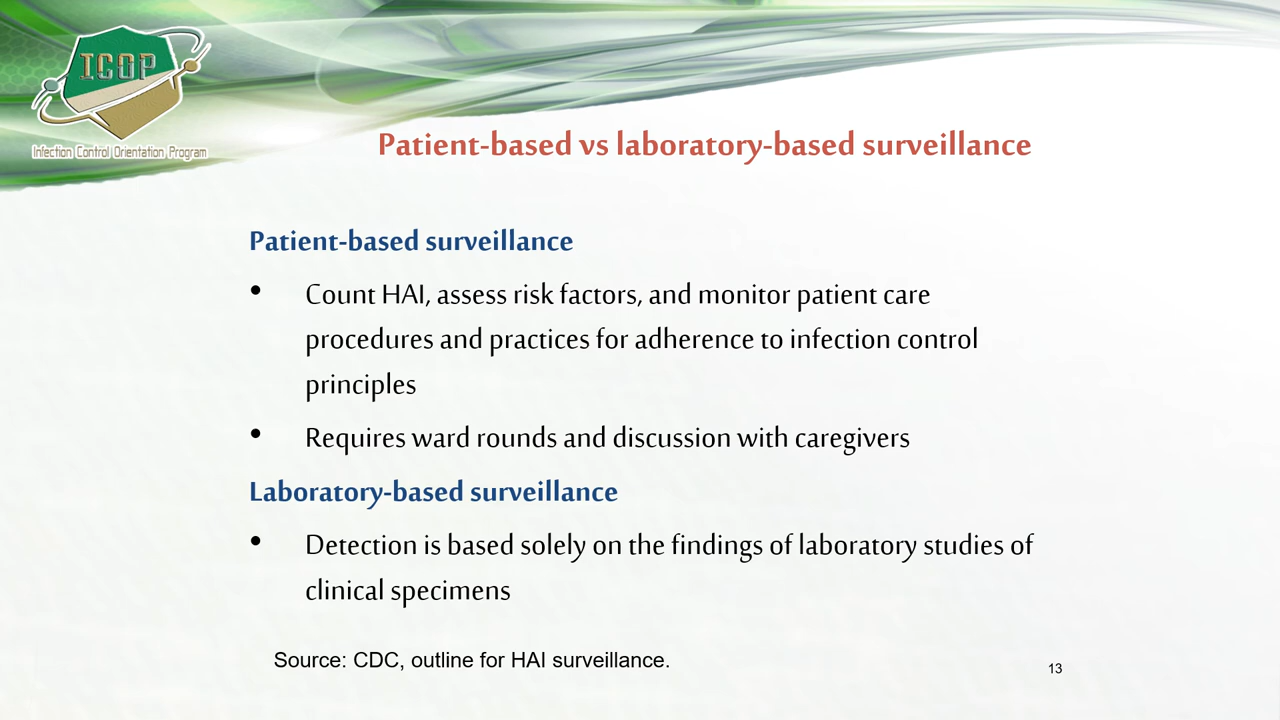 ICOP
Infection Control Orientation Program
Patient-based vs laboratory-based surveillance
Patient-based surveillance
• Count HAI, assess risk factors, and monitor patient care
procedures and practices for adherence to infection control
principles
• Requires ward rounds and discussion with caregivers
Laboratory-based surveillance
• Detection is based solely on the findings of laboratory studies of
clinical specimens
Source: CDC, outline for HAI surveillance.
13